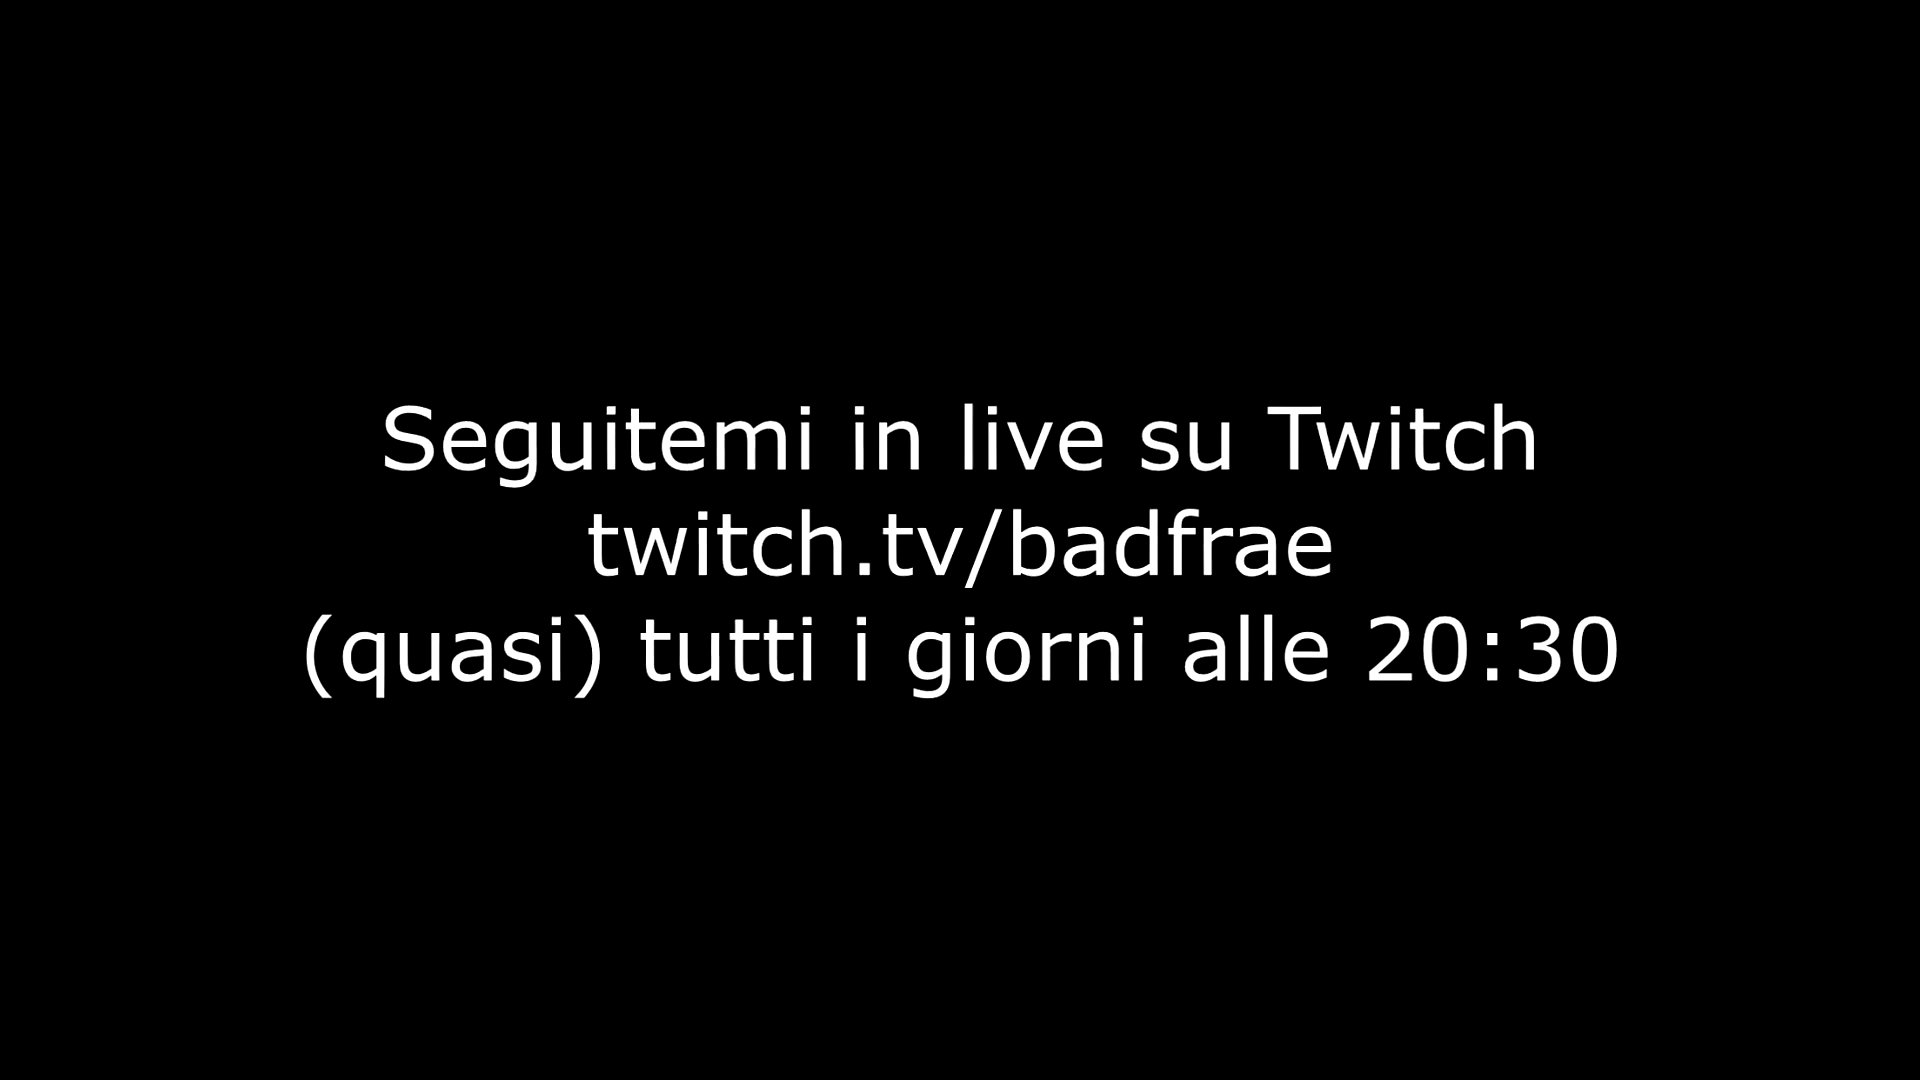 Seguitemi in live su Twitch
twitch.tv/badfrae
(quasi) tutti i giorni alle 20:30